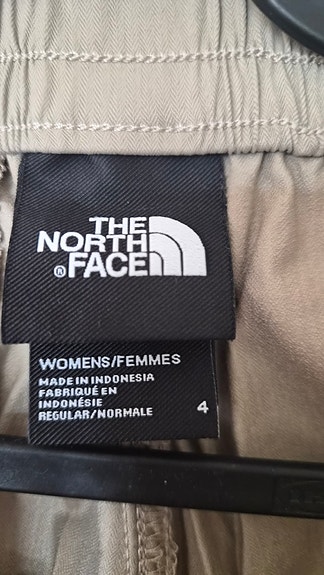 THE
NORTH
® FACE
WOMENS/FEMMES
MADE IN INDONESIA
FABRIQUÉ EN
INDONÉSIE
REGULAR/NORMALE 4